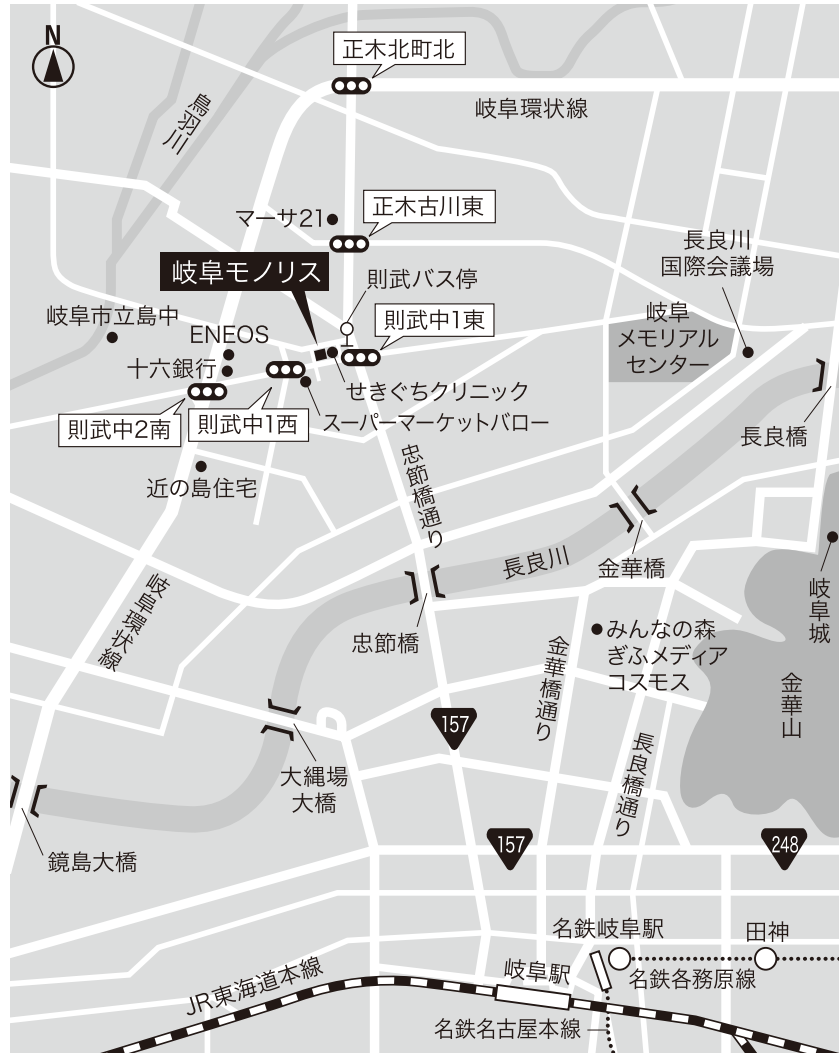 N
正木北町北
岐阜環状線
鳥羽川
マーサ21
正木古川東
長良川
国際会議場
岐阜モノリス
則武バス停
岐阜市立島中
ENEOS
十六銀行
則武中1東
岐阜
メモリアル
センター
せきぐちクリニック
スーパーマーケットバロー
則武中2南
則武中1西
長良橋
近の島住宅
忠節橋通り
長良川
金華橋
岐阜環状線
忠節橋
岐阜城
みんなの森
ぎふメディア
コスモス
金華橋通り
金華山
157
長良橋通り
大縄場
大橋
鏡島大橋
157
248
名鉄岐阜駅
田神
JR東海道本線
岐阜駅
名鉄各務原線
名鉄名古屋本線